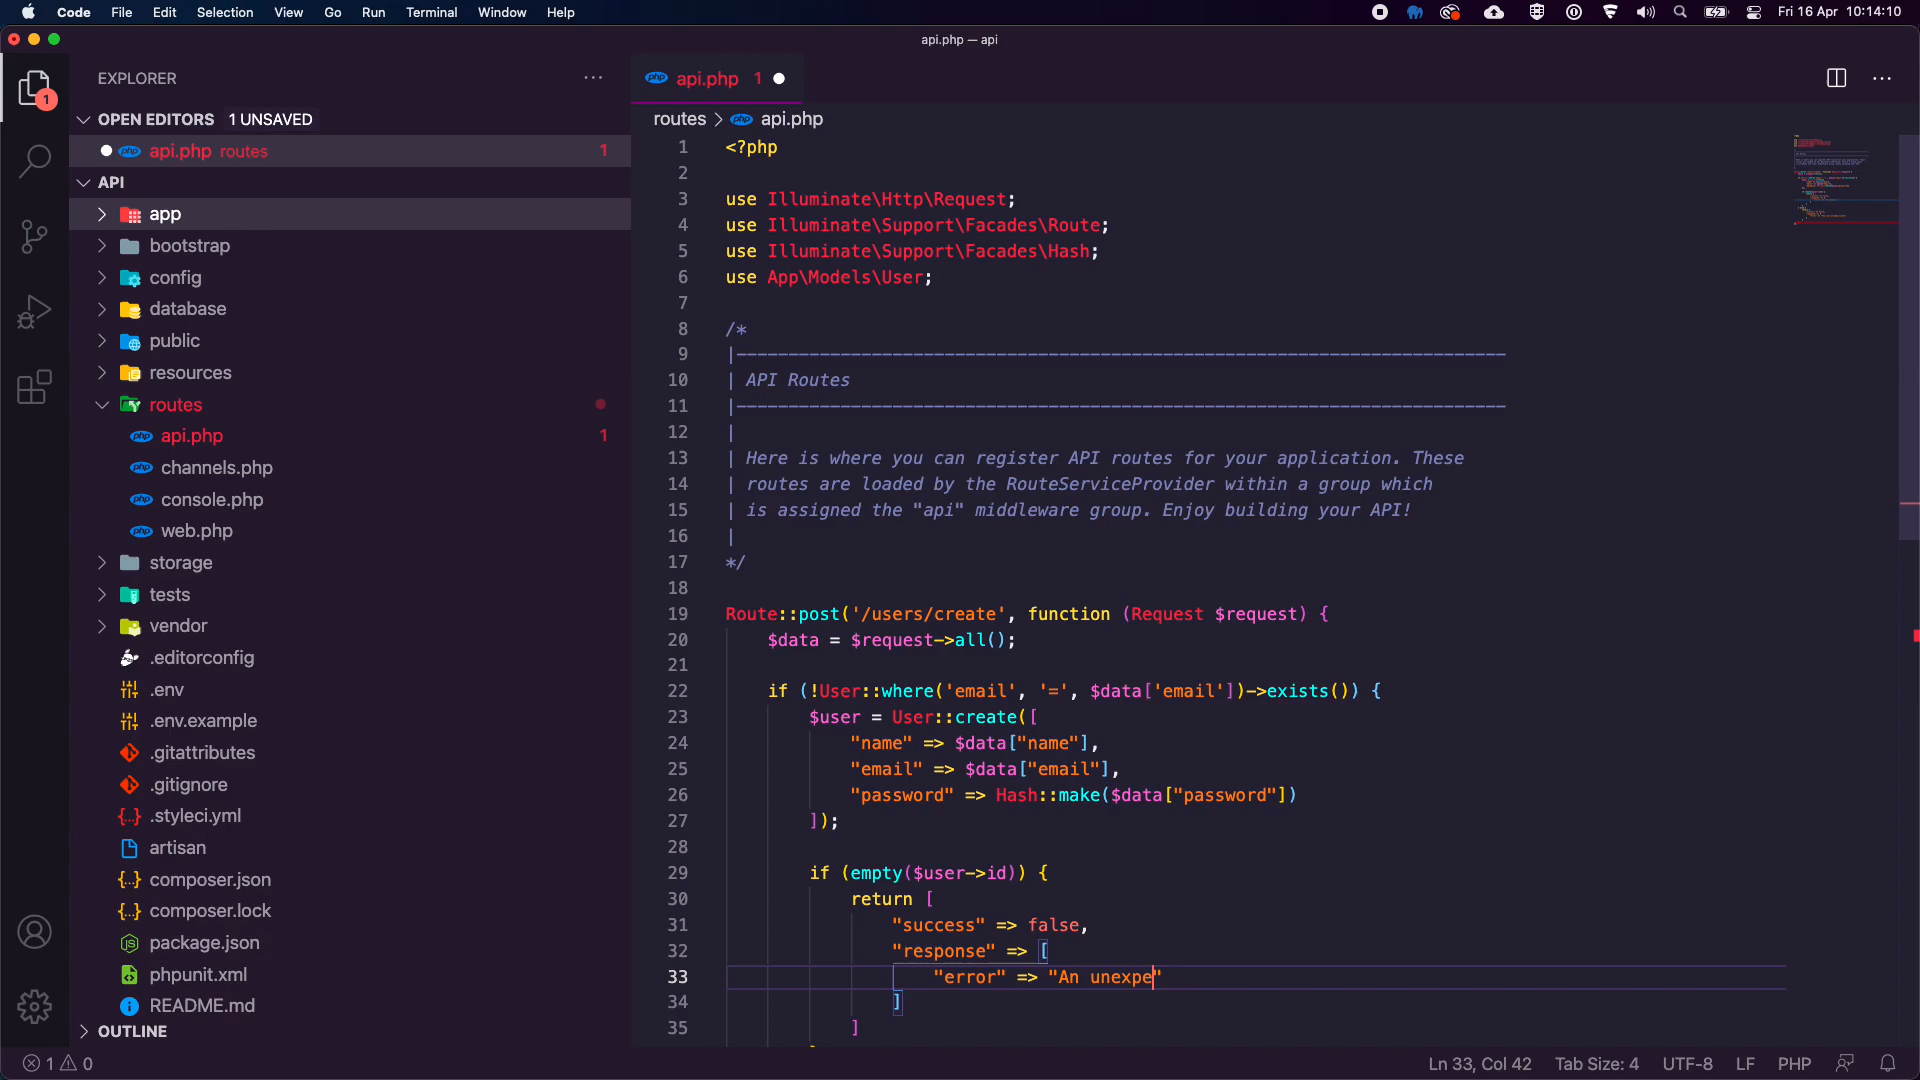 Code File Edit Selection View Go Run Terminal Window Help Fri 16 Apr 10:14:10
api.php — api
EXPLORER
OPEN EDITORS 1 UNSAVED
php api.php routes 1
API
app
bootstrap
config
database
public
resources
routes
php api.php 1
php channels.php
php console.php
php web.php
storage
tests
vendor
.editorconfig
.env
.env.example
.gitattributes
.gitignore
.styleci.yml
artisan
composer.json
composer.lock
package.json
phpunit.xml
README.md
OUTLINE
php api.php 1
routes > php api.php
1 <?php
2
3 use Illuminate\Http\Request;
4 use Illuminate\Support\Facades\Route;
5 use Illuminate\Support\Facades\Hash;
6 use App\Models\User;
7
8 /*
9 |--------------------------------------------------------------------------
10 | API Routes
11 |--------------------------------------------------------------------------
12 |
13 | Here is where you can register API routes for your application. These
14 | routes are loaded by the RouteServiceProvider within a group which
15 | is assigned the "api" middleware group. Enjoy building your API!
16 |
17 */
18
19 Route::post('/users/create', function (Request $request) {
20 $data = $request->all();
21
22 if (!User::where('email', '=', $data['email'])->exists()) {
23 $user = User::create([
24 "name" => $data["name"],
25 "email" => $data["email"],
26 "password" => Hash::make($data["password"])
27 ]);
28
29 if (empty($user->id)) {
30 return [
31 "success" => false,
32 "response" => [
33 "error" => "An unexpe"
34 ]
35 ]
1 0 Ln 33, Col 42 Tab Size: 4 UTF-8 LF PHP